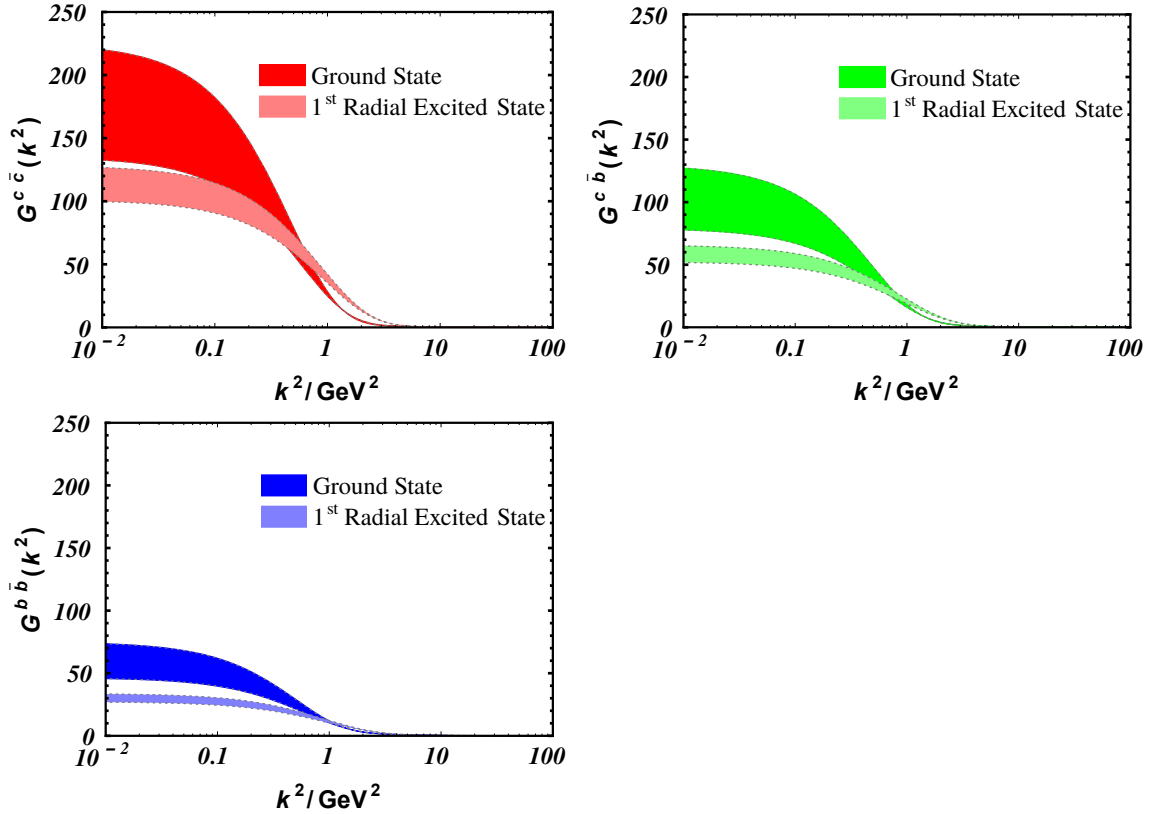 250
200
150
100
50
0
G^{c c̄}(k^2)
Ground State
1^{st} Radial Excited State
10^{-2}
0.1
1
10
100
k^2/GeV^2
250
200
150
100
50
0
G^{c b̄}(k^2)
Ground State
1^{st} Radial Excited State
10^{-2}
0.1
1
10
100
k^2/GeV^2
250
200
150
100
50
0
G^{b b̄}(k^2)
Ground State
1^{st} Radial Excited State
10^{-2}
0.1
1
10
100
k^2/GeV^2